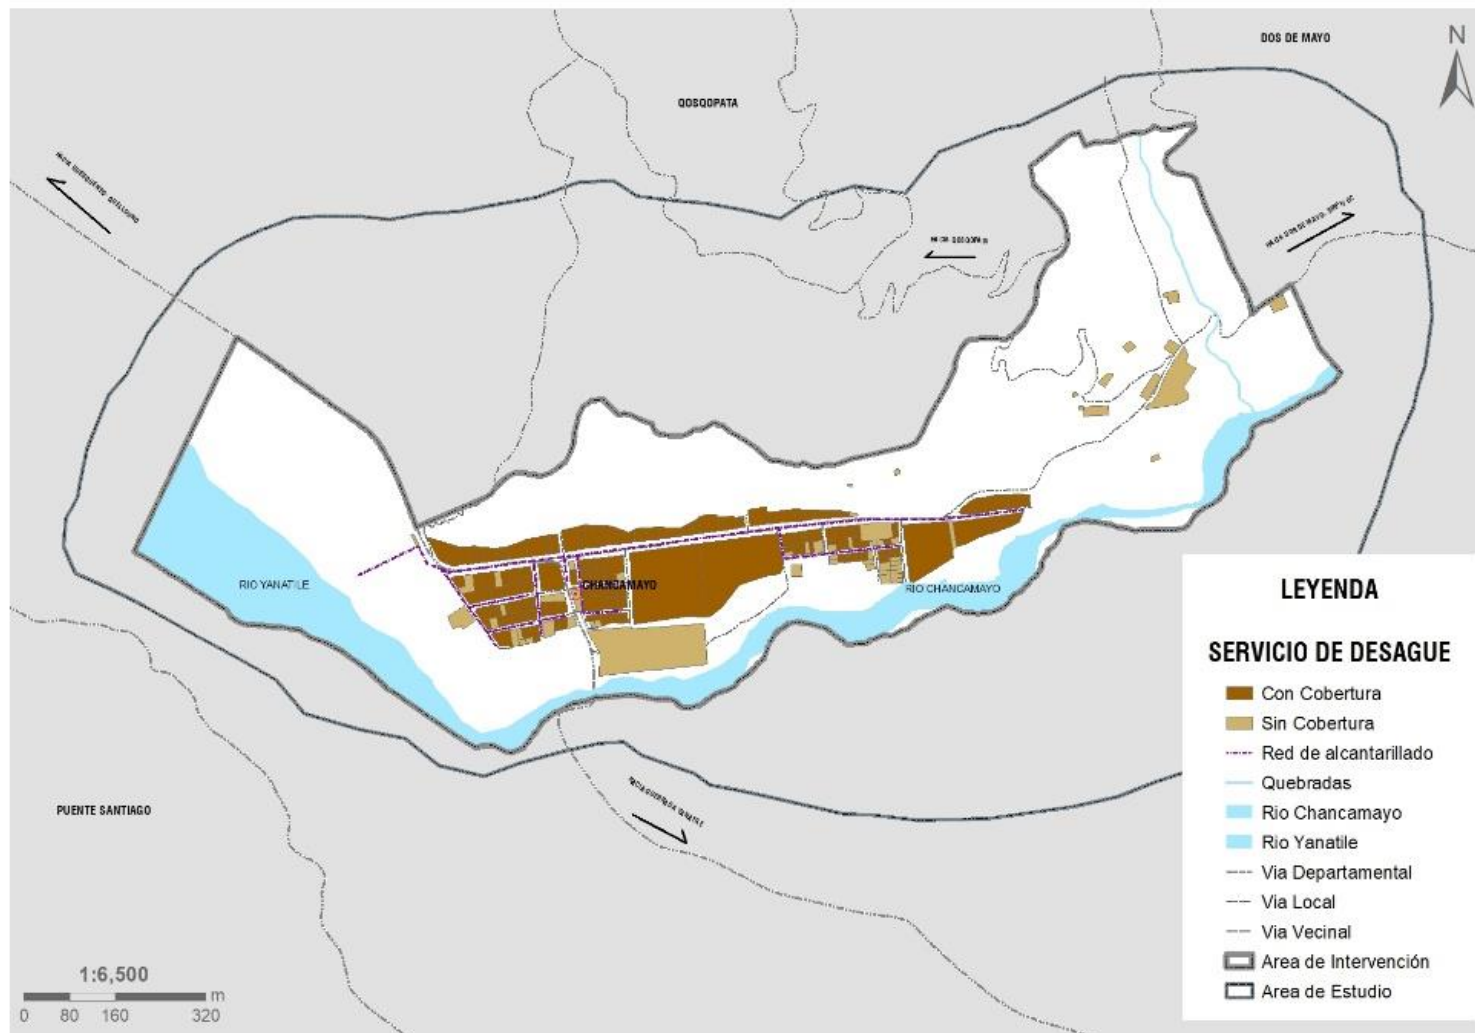 DOS DE MAYO
N
QOSQOPATA
RIO YANATILE
CHANCAMAYO
RIO CHANCAMAYO
PUENTE SANTIAGO
1:6,500
m
0 80 160 320
LEYENDA
SERVICIO DE DESAGUE
Con Cobertura
Sin Cobertura
Red de alcantarillado
Quebradas
Rio Chancamayo
Rio Yanatile
Via Departamental
Via Local
Via Vecinal
Area de Intervención
Area de Estudio